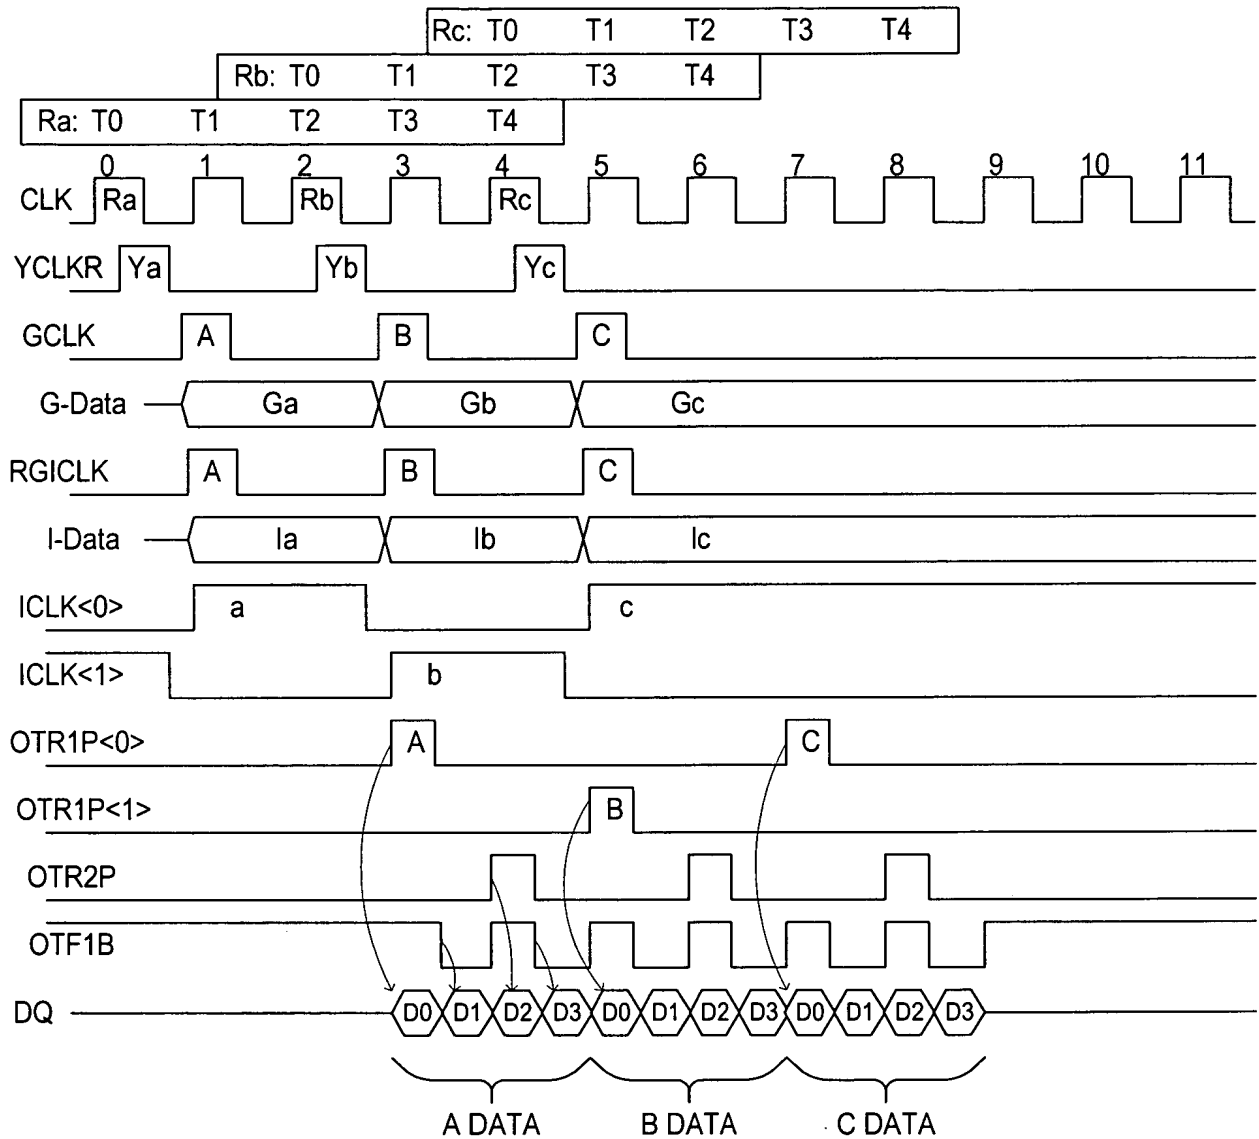 Rc: T0 T1 T2 T3 T4
Rb: T0 T1 T2 T3 T4
Ra: T0 T1 T2 T3 T4
0 1 2 3 4 5 6 7 8 9 10 11
CLK Ra Rb Rc
YCLKR Ya Yb Yc
GCLK A B C
G-Data Ga Gb Gc
RGICLK A B C
I-Data Ia Ib Ic
ICLK<0> a c
ICLK<1> b
OTR1P<0> A C
OTR1P<1> B
OTR2P
OTF1B
DQ D0 D1 D2 D3 D0 D1 D2 D3 D0 D1 D2 D3
A DATA B DATA C DATA